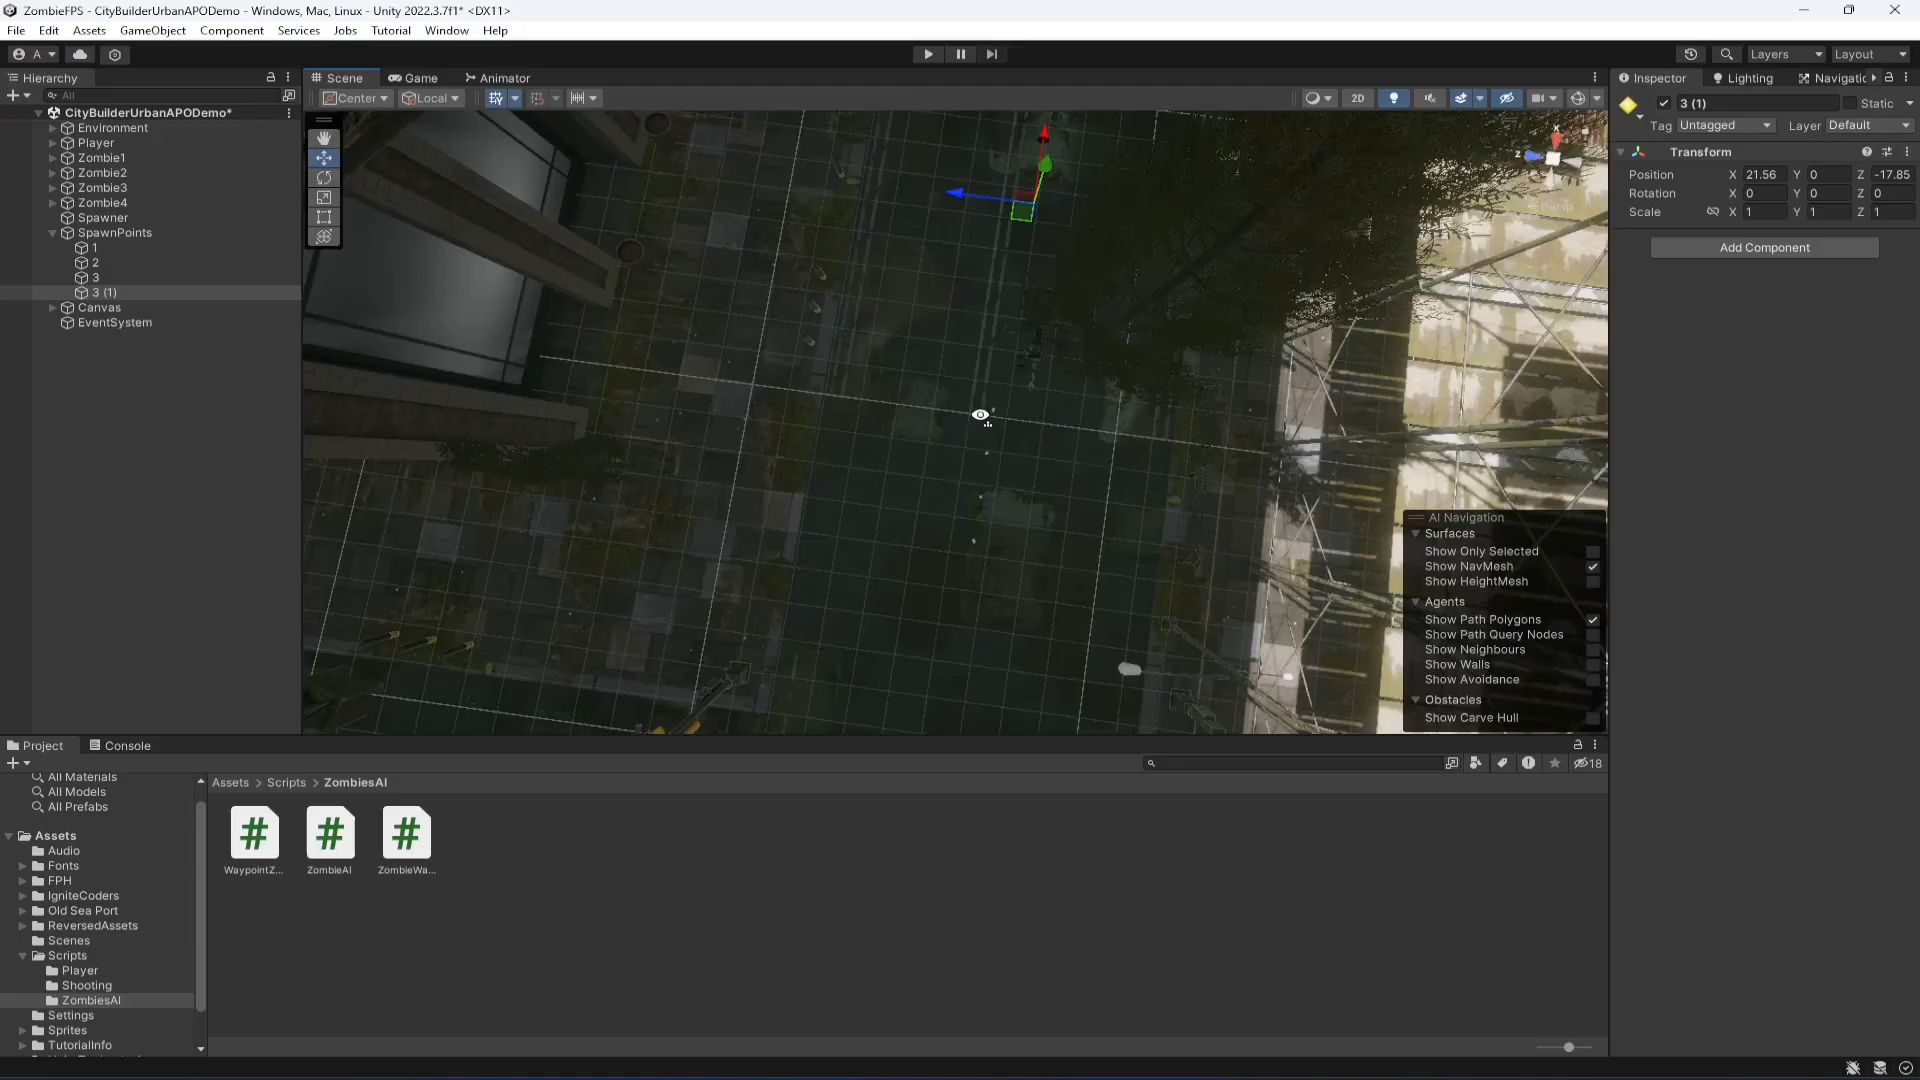 ZombieFPS - CityBuilderUrbanAPODemo - Windows, Mac, Linux - Unity 2022.3.7f1* <DX11>
File Edit Assets GameObject Component Services Jobs Tutorial Window Help
A
Layers Layout
Hierarchy
All
CityBuilderUrbanAPODemo*
Environment
Player
Zombie1
Zombie2
Zombie3
Zombie4
Spawner
SpawnPoints
1
2
3
3 (1)
Canvas
EventSystem
Scene Game Animator
Center Local 2D
Persp
x
z
AI Navigation
Surfaces
Show Only Selected
Show NavMesh
Show HeightMesh
Agents
Show Path Polygons
Show Path Query Nodes
Show Neighbours
Show Walls
Show Avoidance
Obstacles
Show Carve Hull
Inspector Lighting Navigatic
3 (1) Static
Tag Untagged Layer Default
Transform
Position X 21.56 Y 0 Z -17.85
Rotation X 0 Y 0 Z 0
Scale X 1 Y 1 Z 1
Add Component
Project Console
18
All Materials
All Models
All Prefabs
Assets
Audio
Fonts
FPH
IgniteCoders
Old Sea Port
ReversedAssets
Scenes
Scripts
Player
Shooting
ZombiesAI
Settings
Sprites
TutorialInfo
Assets > Scripts > ZombiesAI
# # #
WaypointZ... ZombieAI ZombieWa...